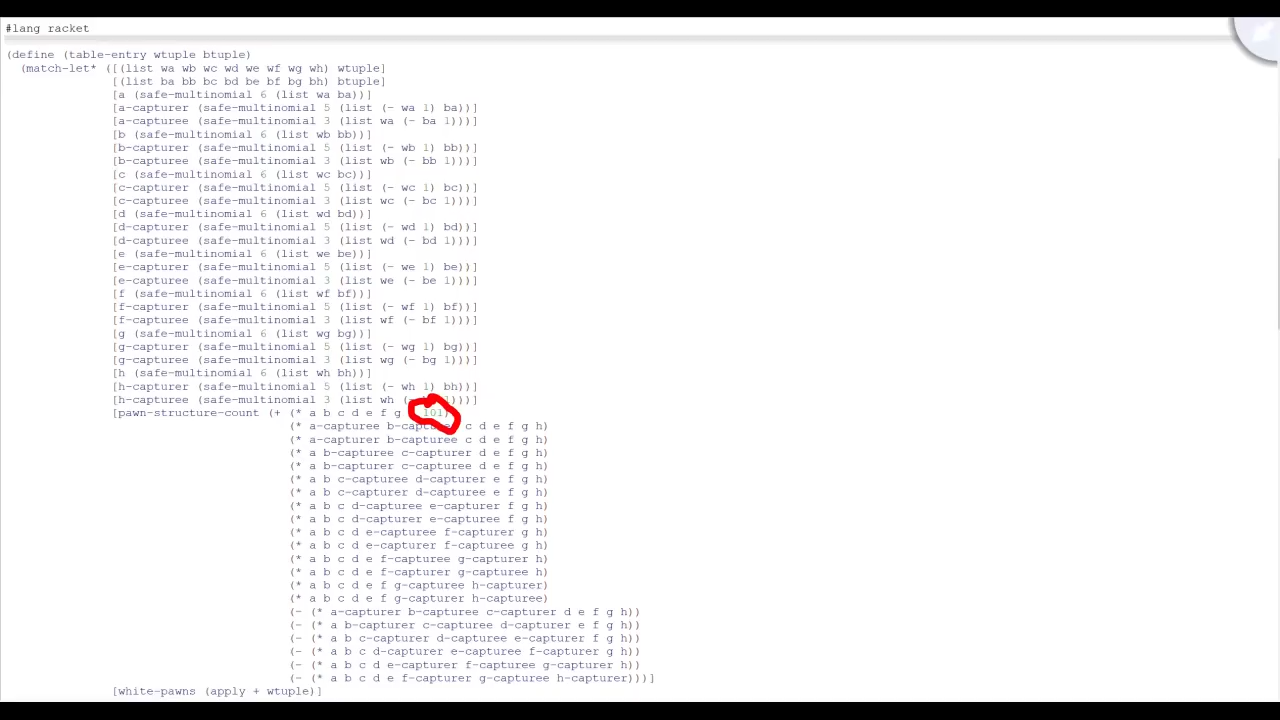 #lang racket
(define (table-entry wtuple btuple)
(match-let* ([(list wa wb wc wd we wf wg wh) wtuple]
[(list ba bb bc bd be bf bg bh) btuple]
[a (safe-multinomial 6 (list wa ba))]
[a-capturer (safe-multinomial 5 (list (- wa 1) ba))]
[a-capturee (safe-multinomial 3 (list wa (- ba 1)))]
[b (safe-multinomial 6 (list wb bb))]
[b-capturer (safe-multinomial 5 (list (- wb 1) bb))]
[b-capturee (safe-multinomial 3 (list wb (- bb 1)))]
[c (safe-multinomial 6 (list wc bc))]
[c-capturer (safe-multinomial 5 (list (- wc 1) bc))]
[c-capturee (safe-multinomial 3 (list wc (- bc 1)))]
[d (safe-multinomial 6 (list wd bd))]
[d-capturer (safe-multinomial 5 (list (- wd 1) bd))]
[d-capturee (safe-multinomial 3 (list wd (- bd 1)))]
[e (safe-multinomial 6 (list we be))]
[e-capturer (safe-multinomial 5 (list (- we 1) be))]
[e-capturee (safe-multinomial 3 (list we (- be 1)))]
[f (safe-multinomial 6 (list wf bf))]
[f-capturer (safe-multinomial 5 (list (- wf 1) bf))]
[f-capturee (safe-multinomial 3 (list wf (- bf 1)))]
[g (safe-multinomial 6 (list wg bg))]
[g-capturer (safe-multinomial 5 (list (- wg 1) bg))]
[g-capturee (safe-multinomial 3 (list wg (- bg 1)))]
[h (safe-multinomial 6 (list wh bh))]
[h-capturer (safe-multinomial 5 (list (- wh 1) bh))]
[h-capturee (safe-multinomial 3 (list wh 1)))]
[pawn-structure-count (+ (* a b c d e f g 101)
(* a-capturee c d e f g h)
(* a-capturer b-capturee c d e f g h)
(* a b-capturee c-capturer d e f g h)
(* a b-capturer c-capturee d e f g h)
(* a b c-capturee d-capturer e f g h)
(* a b c-capturer d-capturee e f g h)
(* a b c d-capturee e-capturer f g h)
(* a b c d-capturer e-capturee f g h)
(* a b c d e-capturee f-capturer g h)
(* a b c d e-capturer f-capturee g h)
(* a b c d e f-capturee g-capturer h)
(* a b c d e f-capturer g-capturee h)
(* a b c d e f g-capturee h-capturer)
(* a b c d e f g-capturer h-capturee)
(- (* a-capturer b-capturee c-capturer d e f g h))
(- (* a b-capturer c-capturee d-capturer e f g h))
(- (* a b c-capturer d-capturee e-capturer f g h))
(- (* a b c d-capturer e-capturee f-capturer g h))
(- (* a b c d e-capturer f-capturee g-capturer h))
(- (* a b c d e f-capturer g-capturee h-capturer)))]
[white-pawns (apply + wtuple)]